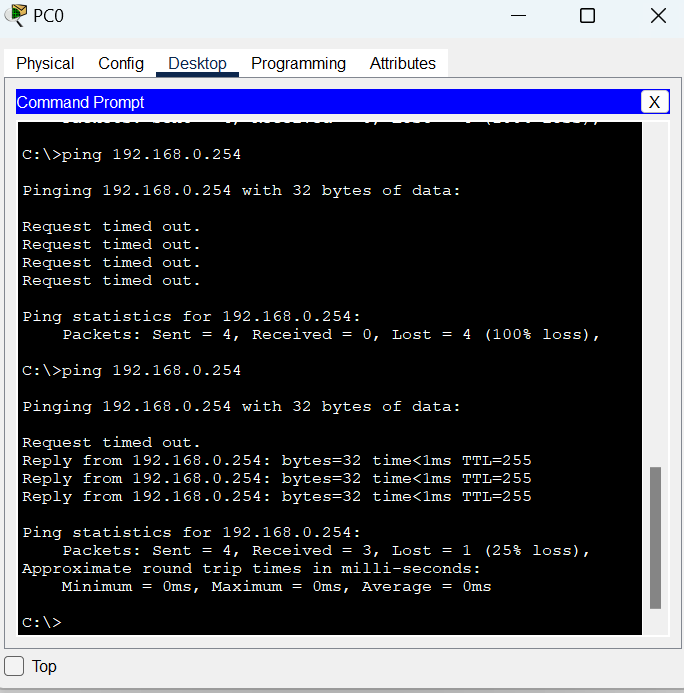 PC0
Physical Config Desktop Programming Attributes
Command Prompt X
C:\>ping 192.168.0.254
Pinging 192.168.0.254 with 32 bytes of data:
Request timed out.
Request timed out.
Request timed out.
Request timed out.
Ping statistics for 192.168.0.254:
Packets: Sent = 4, Received = 0, Lost = 4 (100% loss),
C:\>ping 192.168.0.254
Pinging 192.168.0.254 with 32 bytes of data:
Request timed out.
Reply from 192.168.0.254: bytes=32 time<1ms TTL=255
Reply from 192.168.0.254: bytes=32 time<1ms TTL=255
Reply from 192.168.0.254: bytes=32 time<1ms TTL=255
Ping statistics for 192.168.0.254:
Packets: Sent = 4, Received = 3, Lost = 1 (25% loss),
Approximate round trip times in milli-seconds:
Minimum = 0ms, Maximum = 0ms, Average = 0ms
C:\>
Top